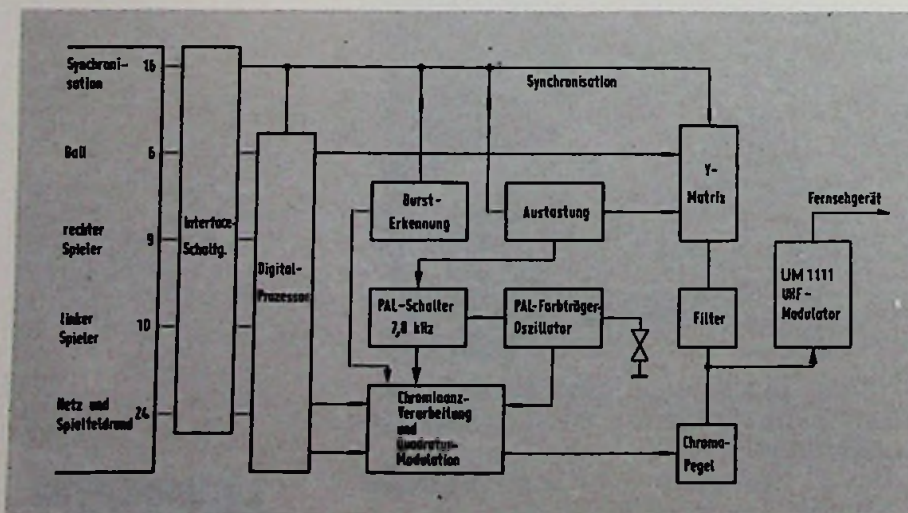 Synchroni-
sation
16
Synchronisation
Ball
6
Y-
Matrix
Burst-
Erkennung
Austastung
Fernsehgerät
rechter
Spieler
9
Interface-
Schaltg.
Digital-
Prozessor
UM 1111
UHF-
Modulator
PAL-Schalter
7,8 kHz
PAL-Farbträger-
Oszillator
Filter
linker
Spieler
10
Netz und
Spielfeldrand
24
Chrominanz-
Verarbeitung
und
Quadratur-
Modulation
Chroma-
Pegel